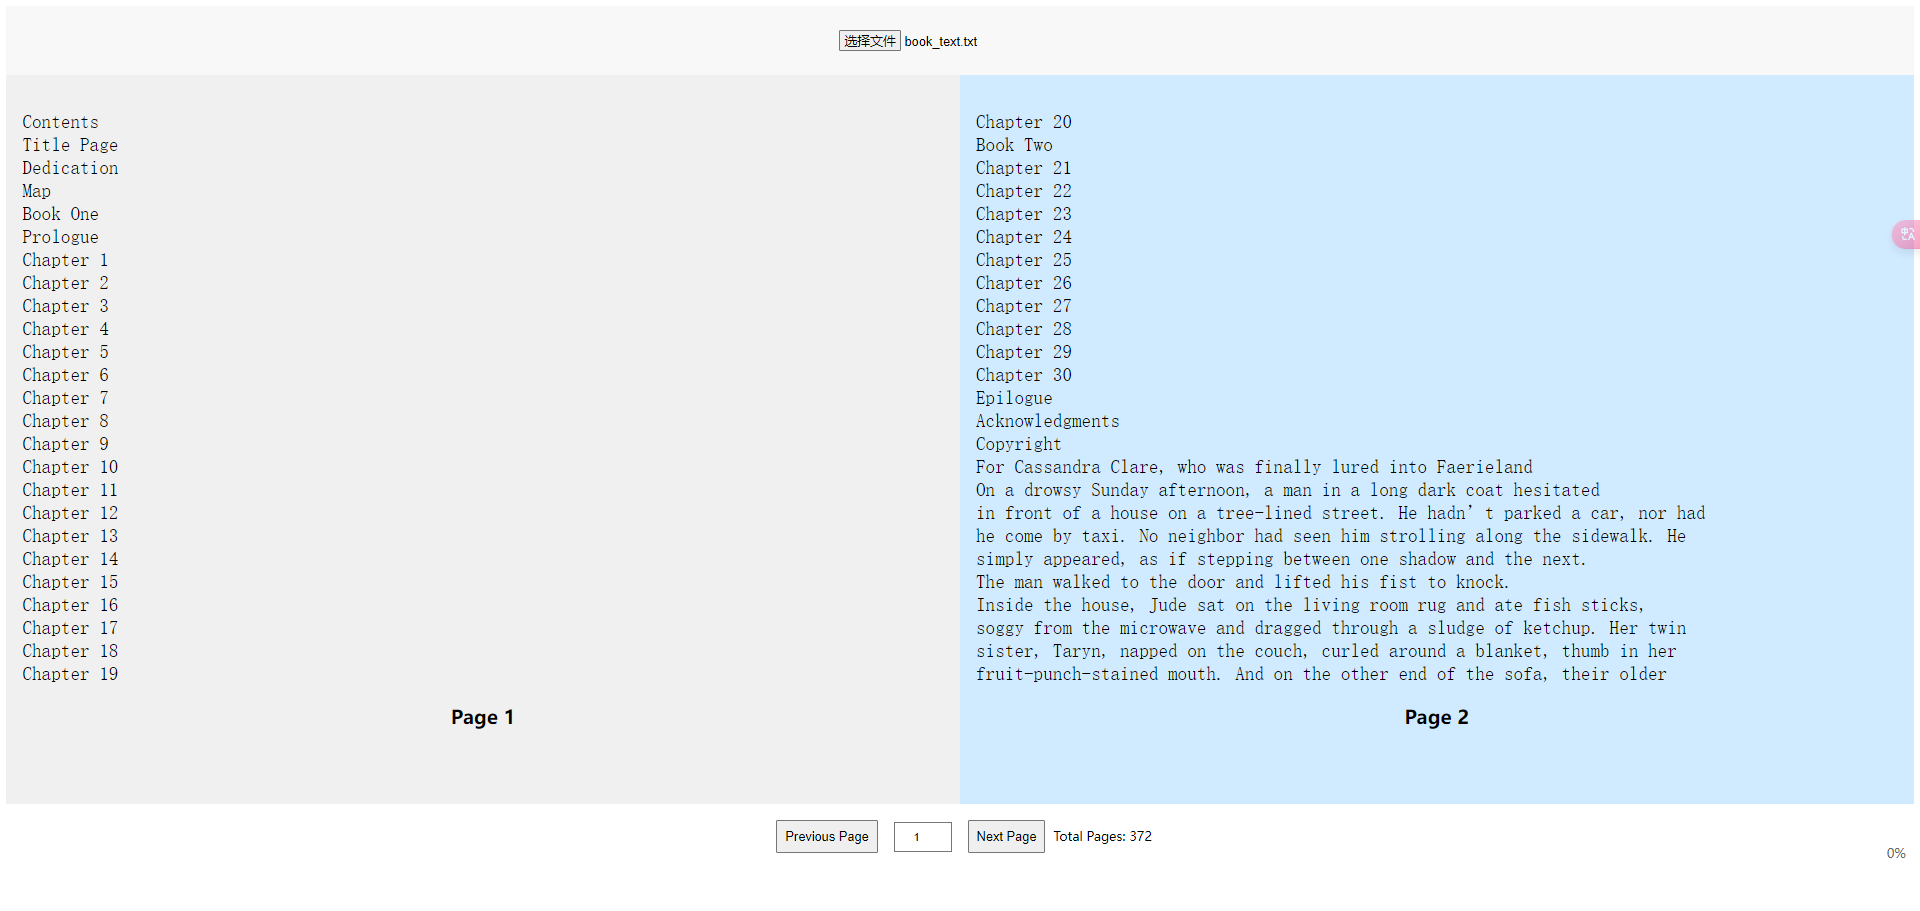 选择文件 book_text.txt
Contents
Title Page
Dedication
Map
Book One
Prologue
Chapter 1
Chapter 2
Chapter 3
Chapter 4
Chapter 5
Chapter 6
Chapter 7
Chapter 8
Chapter 9
Chapter 10
Chapter 11
Chapter 12
Chapter 13
Chapter 14
Chapter 15
Chapter 16
Chapter 17
Chapter 18
Chapter 19
Page 1
Chapter 20
Book Two
Chapter 21
Chapter 22
Chapter 23
Chapter 24
Chapter 25
Chapter 26
Chapter 27
Chapter 28
Chapter 29
Chapter 30
Epilogue
Acknowledgments
Copyright
For Cassandra Clare, who was finally lured into Faerieland
On a drowsy Sunday afternoon, a man in a long dark coat hesitated
in front of a house on a tree-lined street. He hadn’t parked a car, nor had
he come by taxi. No neighbor had seen him strolling along the sidewalk. He
simply appeared, as if stepping between one shadow and the next.
The man walked to the door and lifted his fist to knock.
Inside the house, Jude sat on the living room rug and ate fish sticks,
soggy from the microwave and dragged through a sludge of ketchup. Her twin
sister, Taryn, napped on the couch, curled around a blanket, thumb in her
fruit-punch-stained mouth. And on the other end of the sofa, their older
Page 2
中 A
Previous Page 1 Next Page Total Pages: 372
0%